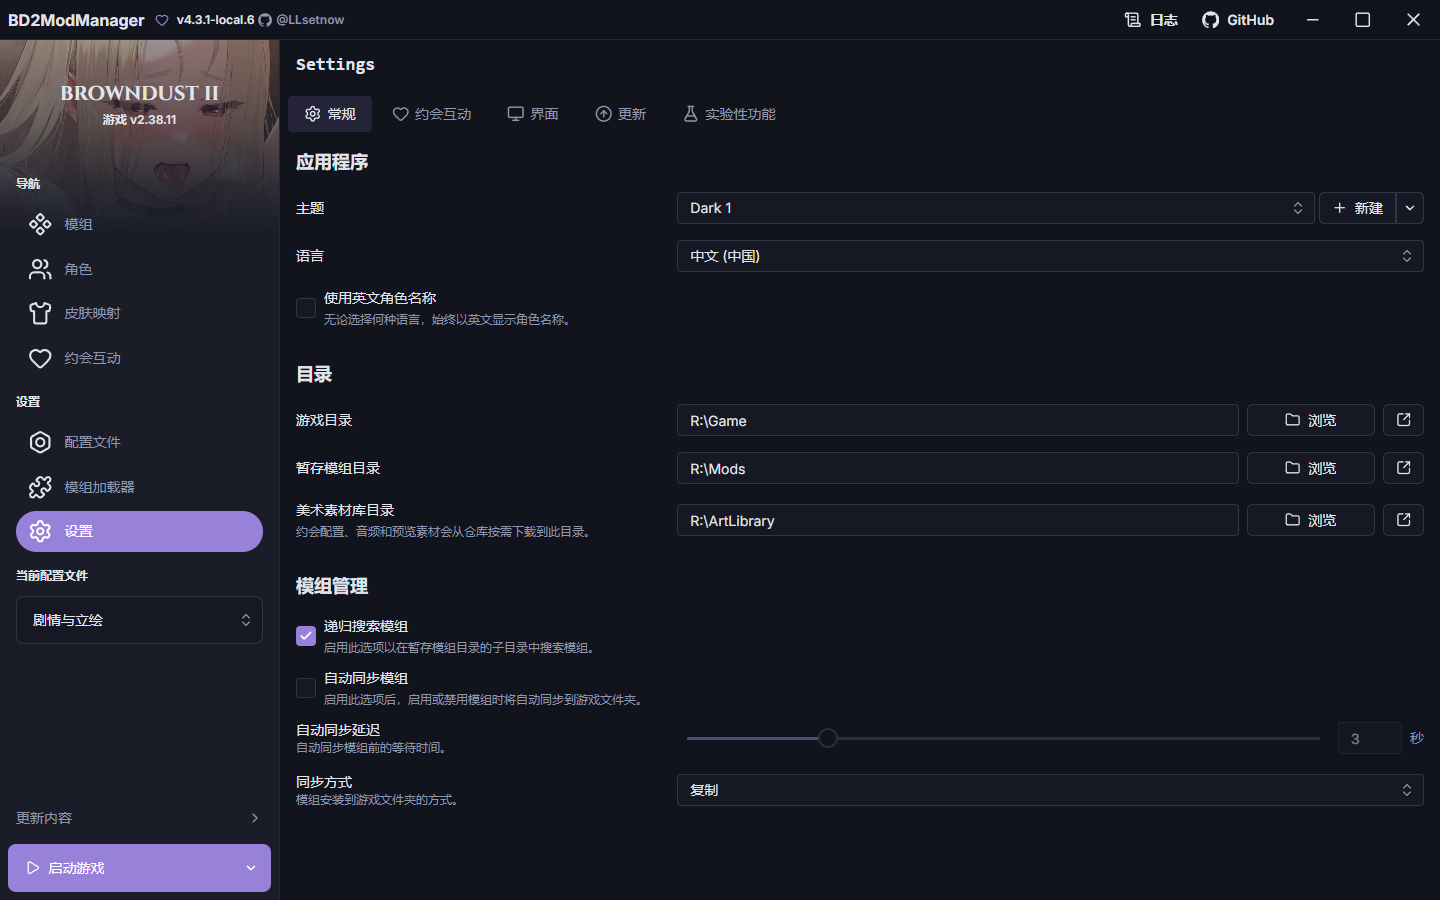 BD2ModManager v4.3.1-local.6 @LLsetnow
日志 GitHub
BROWNDUST II
游戏 v2.38.11
导航
模组
角色
皮肤映射
约会互动
设置
配置文件
模组加载器
设置
当前配置文件
剧情与立绘
更新内容
启动游戏
Settings
常规 约会互动 界面 更新 实验性功能
应用程序
主题 Dark 1 新建
语言 中文 (中国)
使用英文角色名称
无论选择何种语言，始终以英文显示角色名称。
目录
游戏目录 R:\Game 浏览
暂存模组目录 R:\Mods 浏览
美术素材库目录 R:\ArtLibrary 浏览
约会配置、音频和预览素材会从仓库按需下载到此目录。
模组管理
递归搜索模组
启用此选项以在暂存模组目录的子目录中搜索模组。
自动同步模组
启用此选项后，启用或禁用模组时将自动同步到游戏文件夹。
自动同步延迟 3 秒
自动同步模组前的等待时间。
同步方式 复制
模组安装到游戏文件夹的方式。